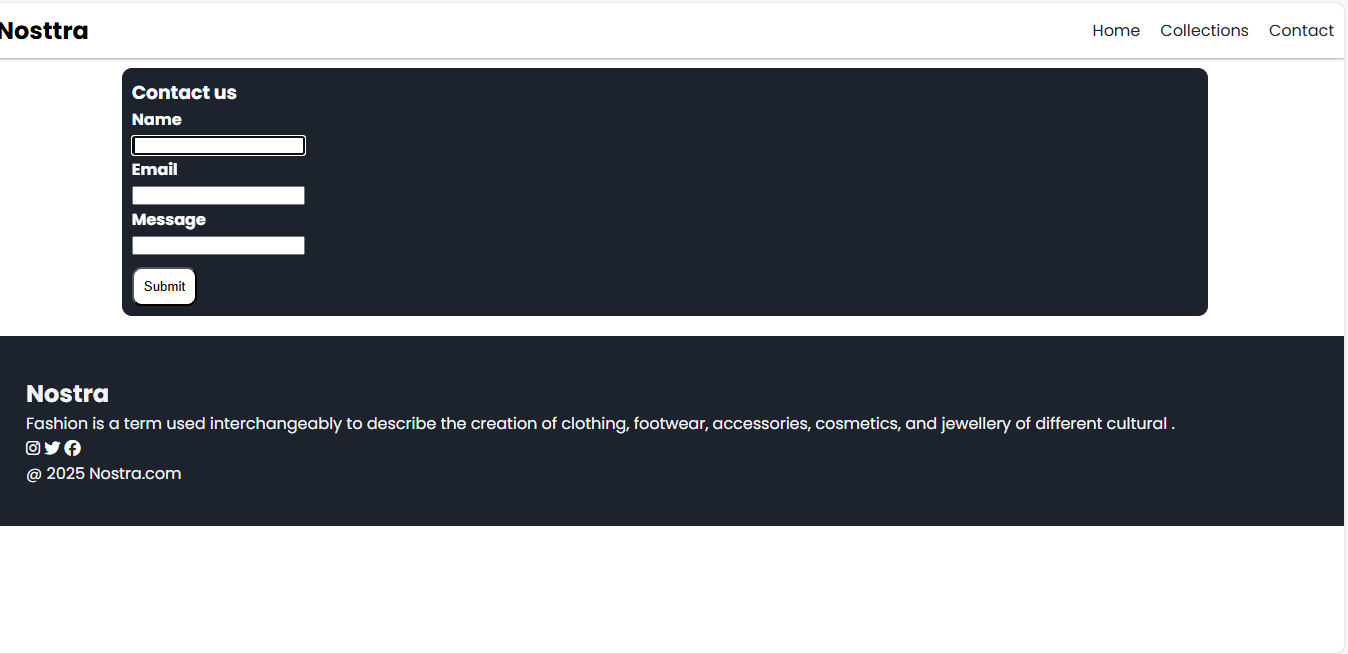 Nosttra
Home Collections Contact
Contact us
Name
Email
Message
Submit
Nostra
Fashion is a term used interchangeably to describe the creation of clothing, footwear, accessories, cosmetics, and jewellery of different cultural .
@ 2025 Nostra.com